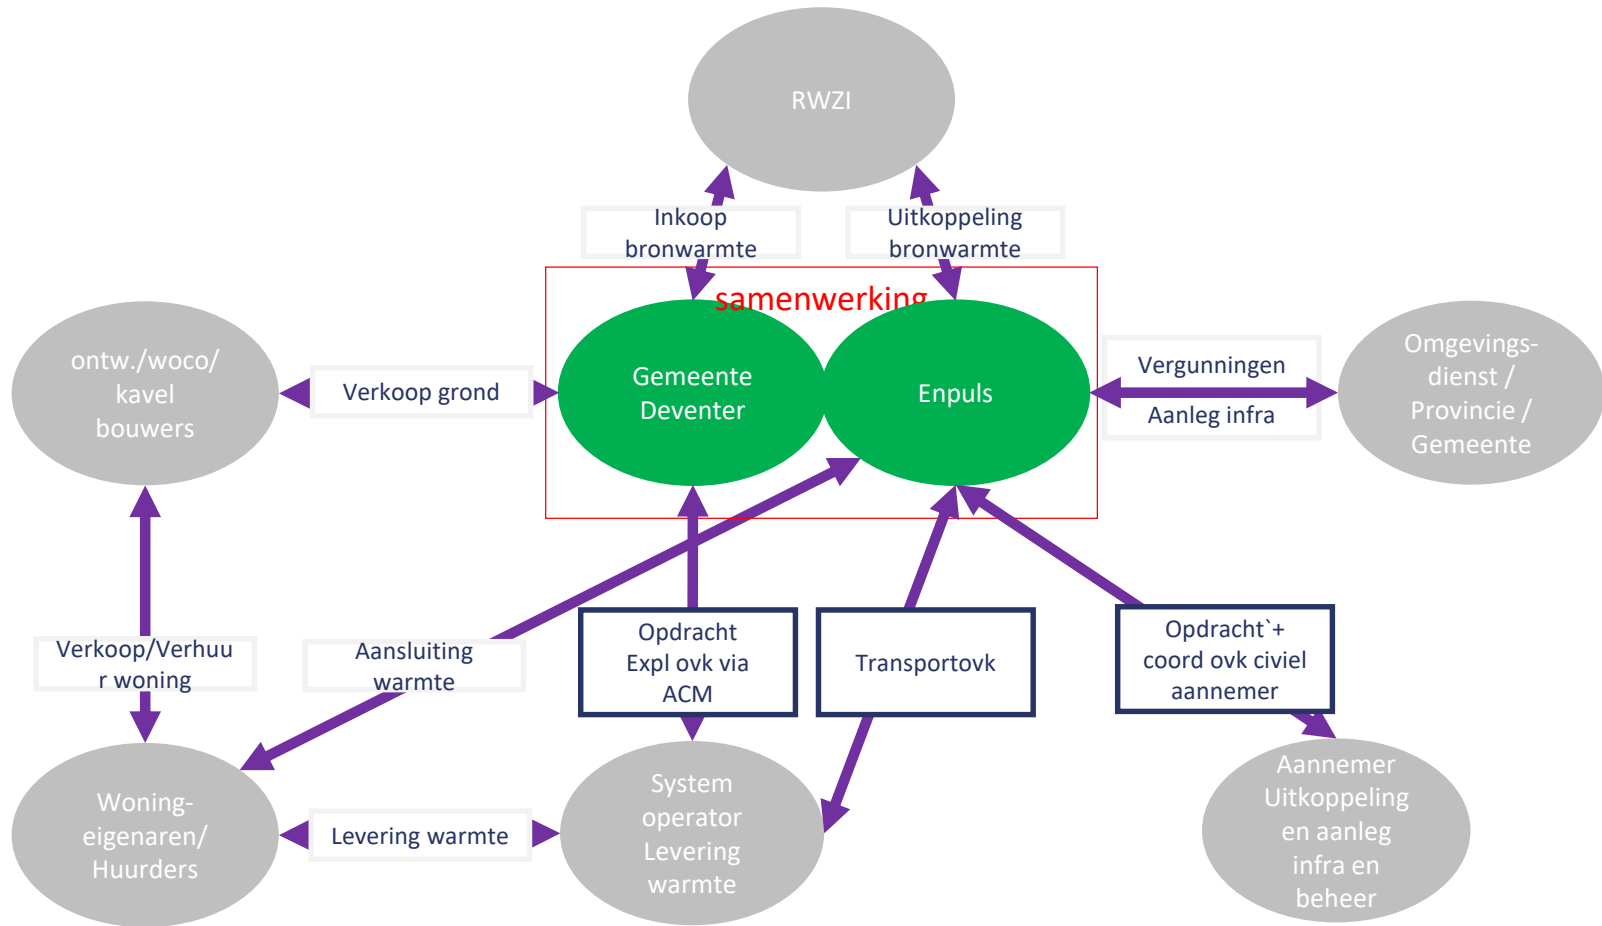 RWZI
Inkoop
bronwarmte
Uitkoppeling
bronwarmte
samenwerking
ontw./woco/
kavel
bouwers
Verkoop grond
Gemeente
Deventer
Enpuls
Vergunningen
Aanleg infra
Omgevings-
dienst /
Provincie /
Gemeente
Verkoop/Verhuu
r woning
Aansluiting
warmte
Opdracht
Expl ovk via
ACM
Transportovk
Opdracht`+
coord ovk civiel
aannemer
Woning-
eigenaren/
Huurders
Levering warmte
System
operator
Levering
warmte
Aannemer
Uitkoppeling
en aanleg
infra en
beheer